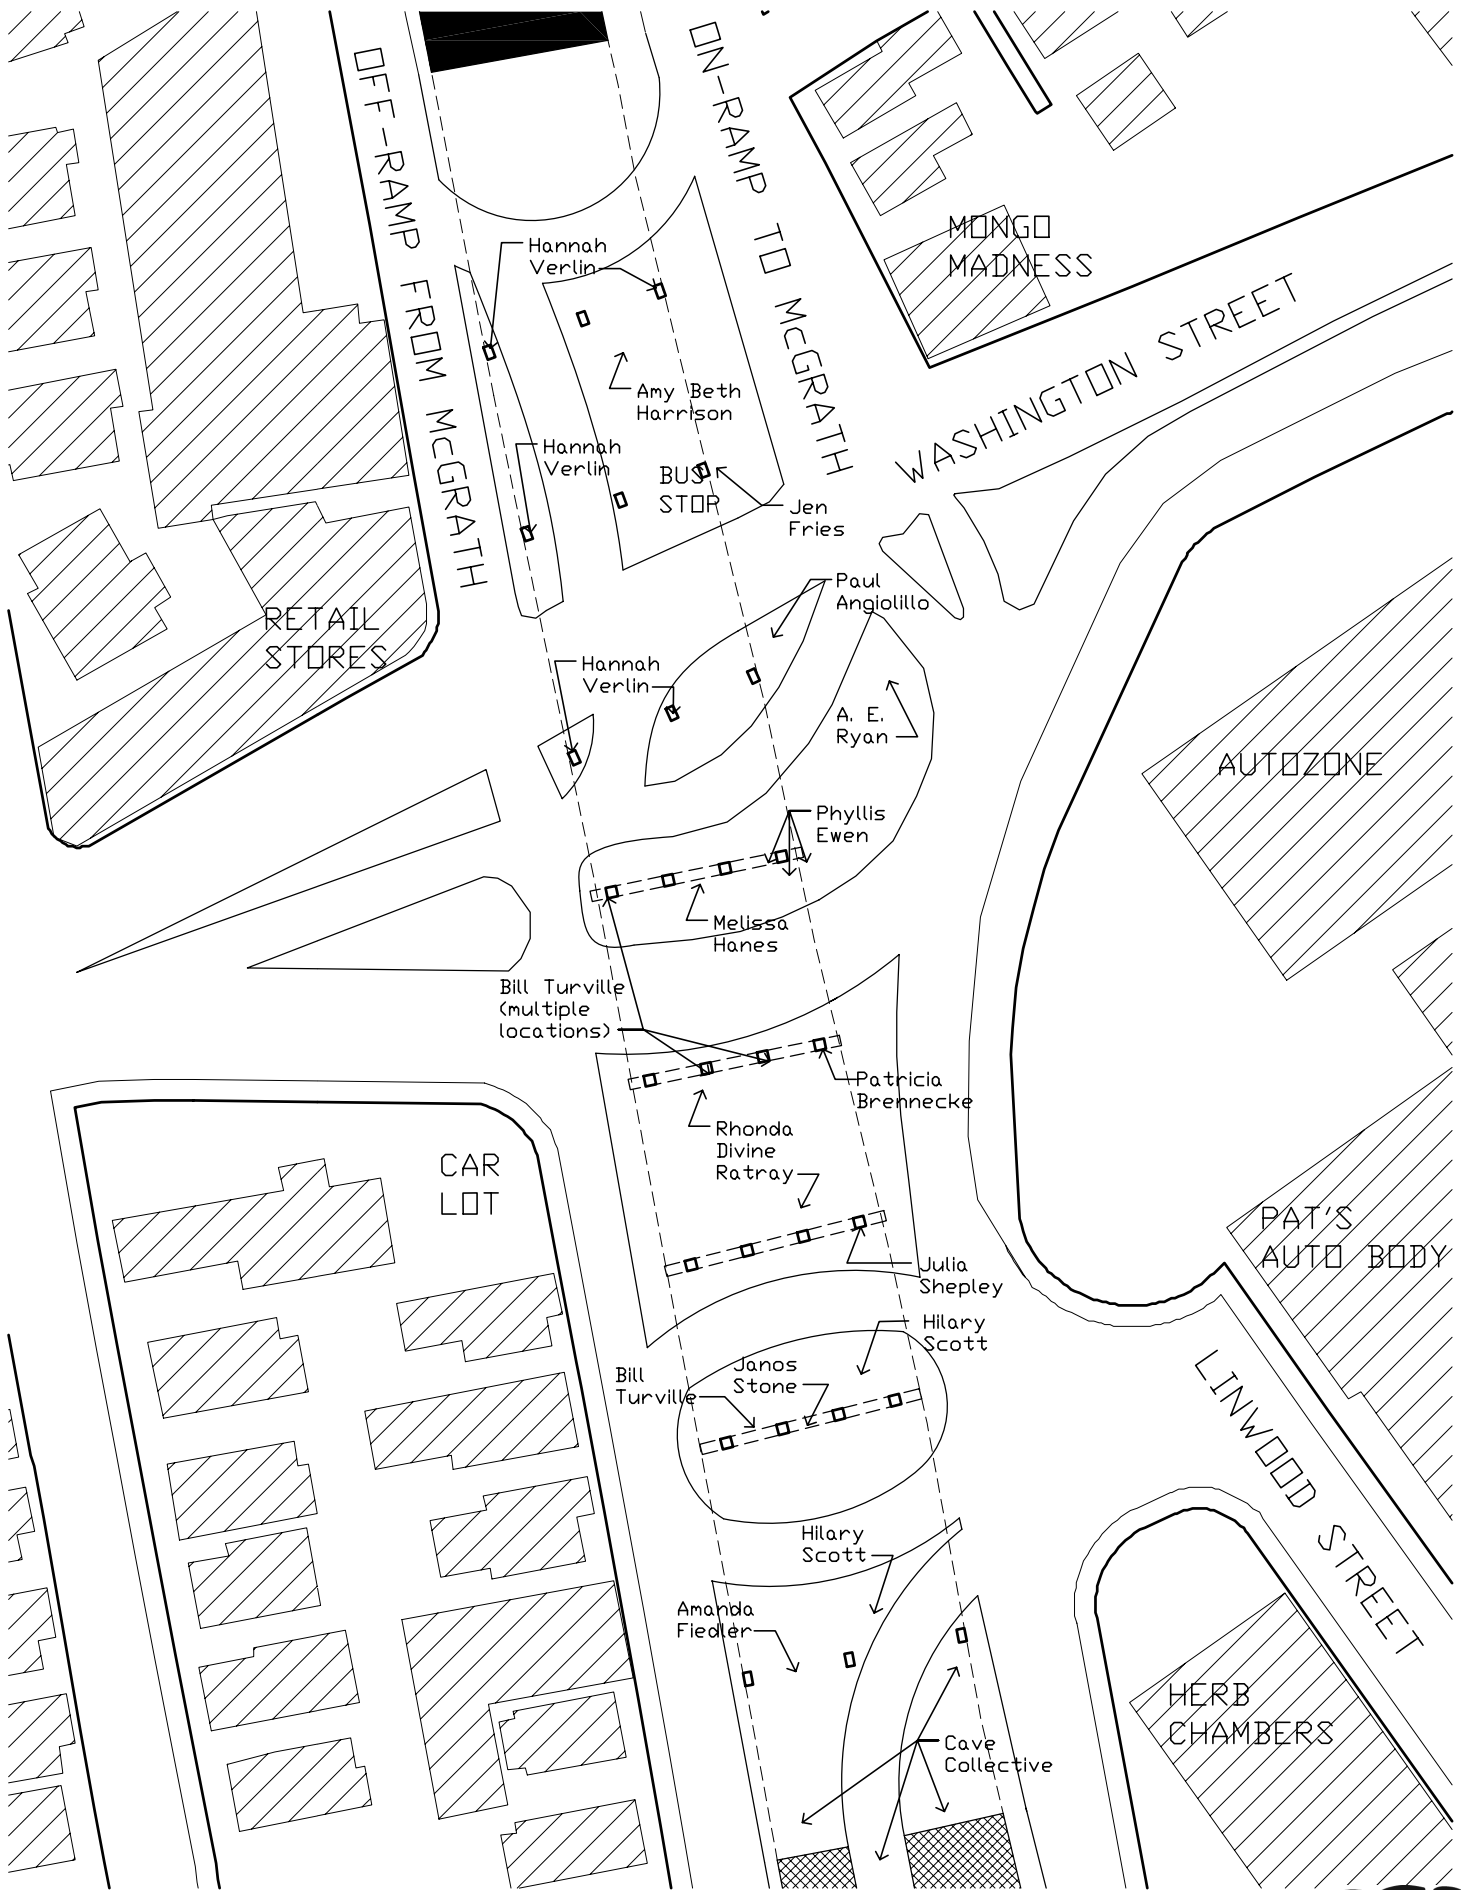 OFF-RAMP FROM McGRATH
ON-RAMP TO McGRATH
MONGO
MADNESS
WASHINGTON STREET
Hannah
Verlin
Amy Beth
Harrison
Hannah
Verlin
BUS
STOP
Jen
Fries
Paul
Angiolillo
RETAIL
STORES
Hannah
Verlin
A. E.
Ryan
AUTOZONE
Phyllis
Ewen
Melissa
Hanes
Bill Turville
(multiple
locations)
Patricia
Brennecke
Rhonda
Divine
Ratray
CAR
LOT
PAT'S
AUTO BODY
Julia
Shepley
Hilary
Scott
Janos
Stone
Bill
Turville
LINWOOD STREET
Hilary
Scott
Amanda
Fiedler
HERB
CHAMBERS
Cave
Collective